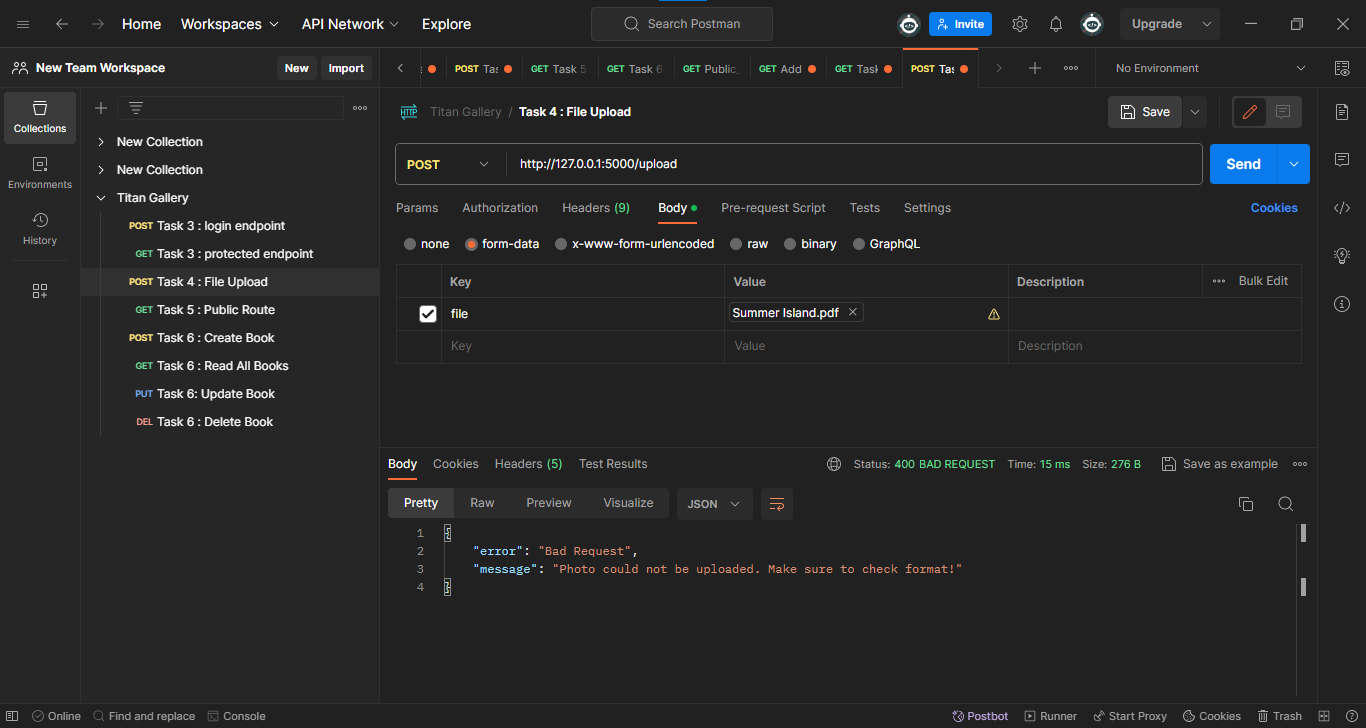 Home Workspaces API Network Explore Search Postman Invite Upgrade
New Team Workspace New Import
POST Tas GET Task 5 GET Task 6 GET Public_ GET Add GET Task POST Tas No Environment
Collections
Environments
History
New Collection
New Collection
Titan Gallery
POST Task 3 : login endpoint
GET Task 3 : protected endpoint
POST Task 4 : File Upload
GET Task 5 : Public Route
POST Task 6 : Create Book
GET Task 6 : Read All Books
PUT Task 6: Update Book
DEL Task 6 : Delete Book
HTTP Titan Gallery / Task 4 : File Upload Save
POST http://127.0.0.1:5000/upload Send
Params Authorization Headers (9) Body Pre-request Script Tests Settings Cookies
none form-data x-www-form-urlencoded raw binary GraphQL
Key Value Description Bulk Edit
file Summer Island.pdf
Key Value Description
Body Cookies Headers (5) Test Results Status: 400 BAD REQUEST Time: 15 ms Size: 276 B Save as example
Pretty Raw Preview Visualize JSON
1 {
2 "error": "Bad Request",
3 "message": "Photo could not be uploaded. Make sure to check format!"
4 }
Online Find and replace Console Postbot Runner Start Proxy Cookies Trash